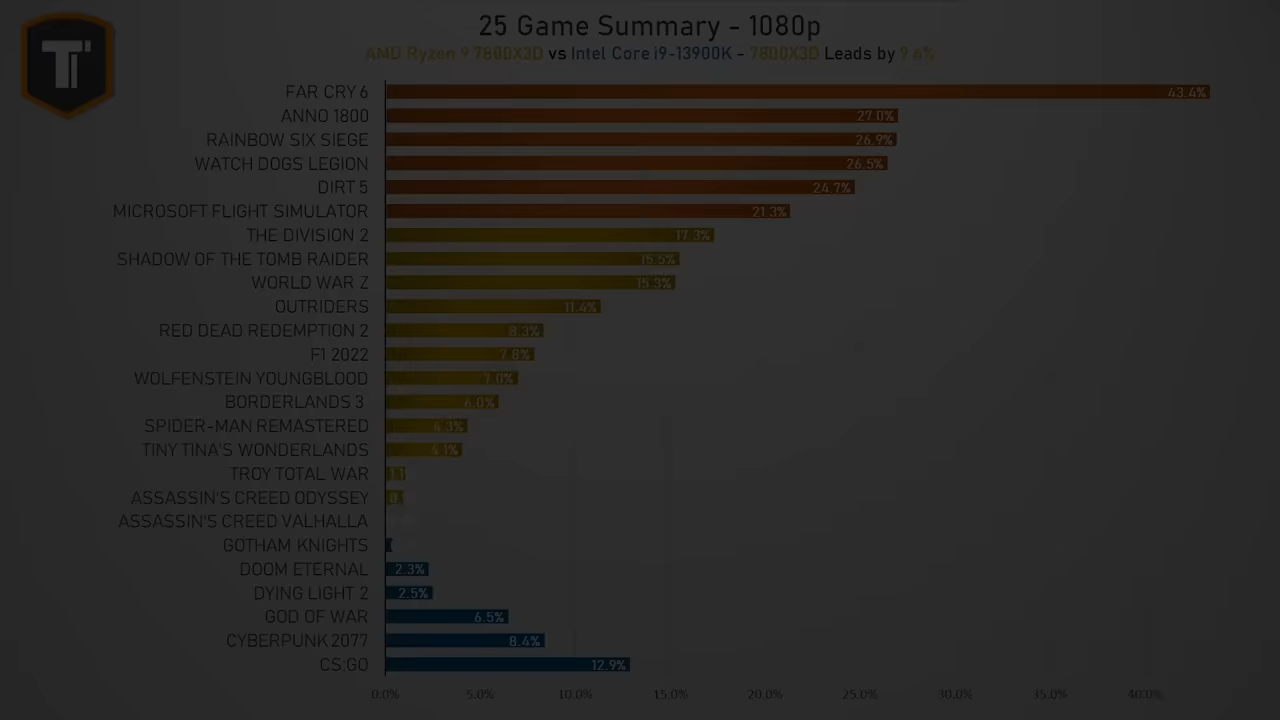 Ti
25 Game Summary - 1080p
AMD Ryzen 9 7800X3D vs Intel Core i9-13900K - 7800X3D Leads by 9.6%
FAR CRY 6 43.4%
ANNO 1800 27.0%
RAINBOW SIX SIEGE 26.9%
WATCH DOGS LEGION 26.5%
DIRT 5 24.7%
MICROSOFT FLIGHT SIMULATOR 21.3%
THE DIVISION 2 17.3%
SHADOW OF THE TOMB RAIDER 15.5%
WORLD WAR Z 15.3%
OUTRIDERS 11.4%
RED DEAD REDEMPTION 2 8.3%
F1 2022 7.8%
WOLFENSTEIN YOUNGBLOOD 7.0%
BORDERLANDS 3 6.0%
SPIDER-MAN REMASTERED 4.3%
TINY TINA'S WONDERLANDS 4.1%
TROY TOTAL WAR 1.1
ASSASSIN'S CREED ODYSSEY 0
ASSASSIN'S CREED VALHALLA
GOTHAM KNIGHTS
DOOM ETERNAL 2.3%
DYING LIGHT 2 2.5%
GOD OF WAR 6.5%
CYBERPUNK 2077 8.4%
CS:GO 12.9%
0.0% 5.0% 10.0% 15.0% 20.0% 25.0% 30.0% 35.0% 40.0%